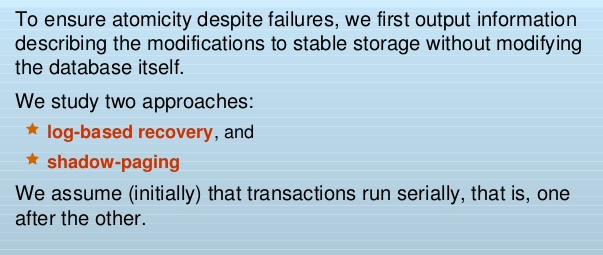 To ensure atomicity despite failures, we first output information
describing the modifications to stable storage without modifying
the database itself.
We study two approaches:
log-based recovery, and
shadow-paging
We assume (initially) that transactions run serially, that is, one
after the other.